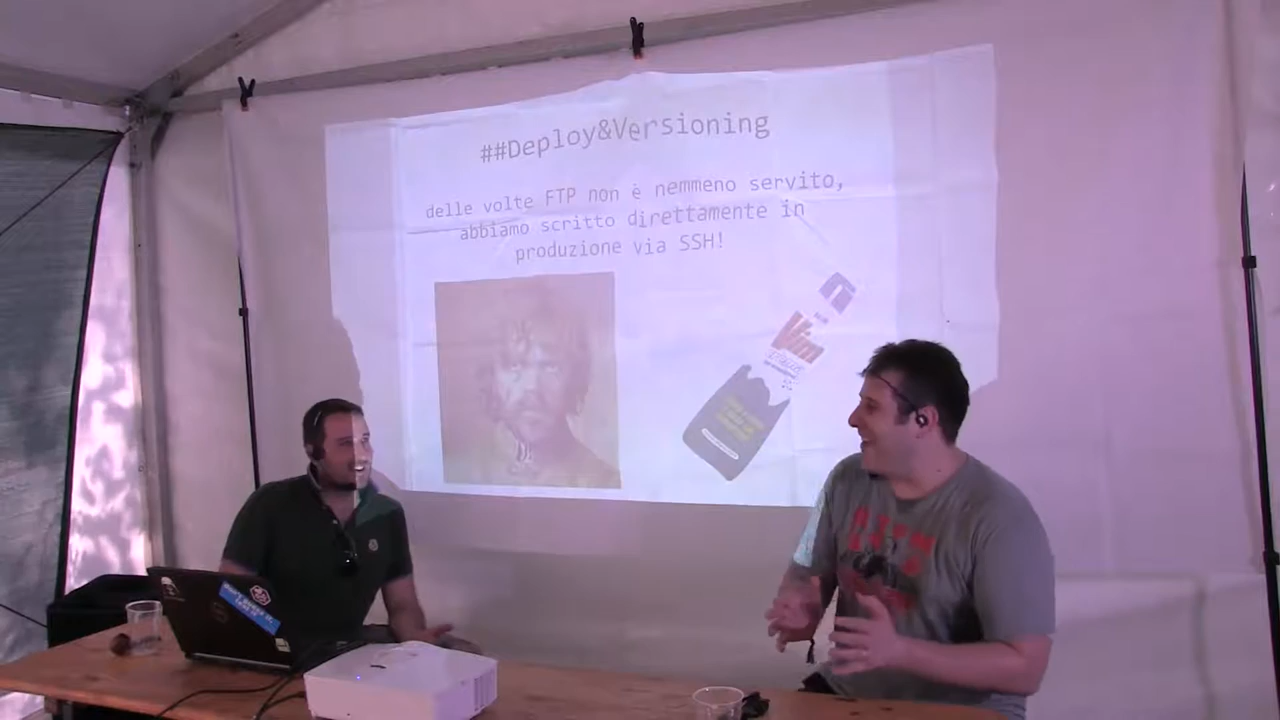 ##Deploy&Versioning
delle volte FTP non è nemmeno servito,
abbiamo scritto direttamente in
produzione via SSH!
Vim